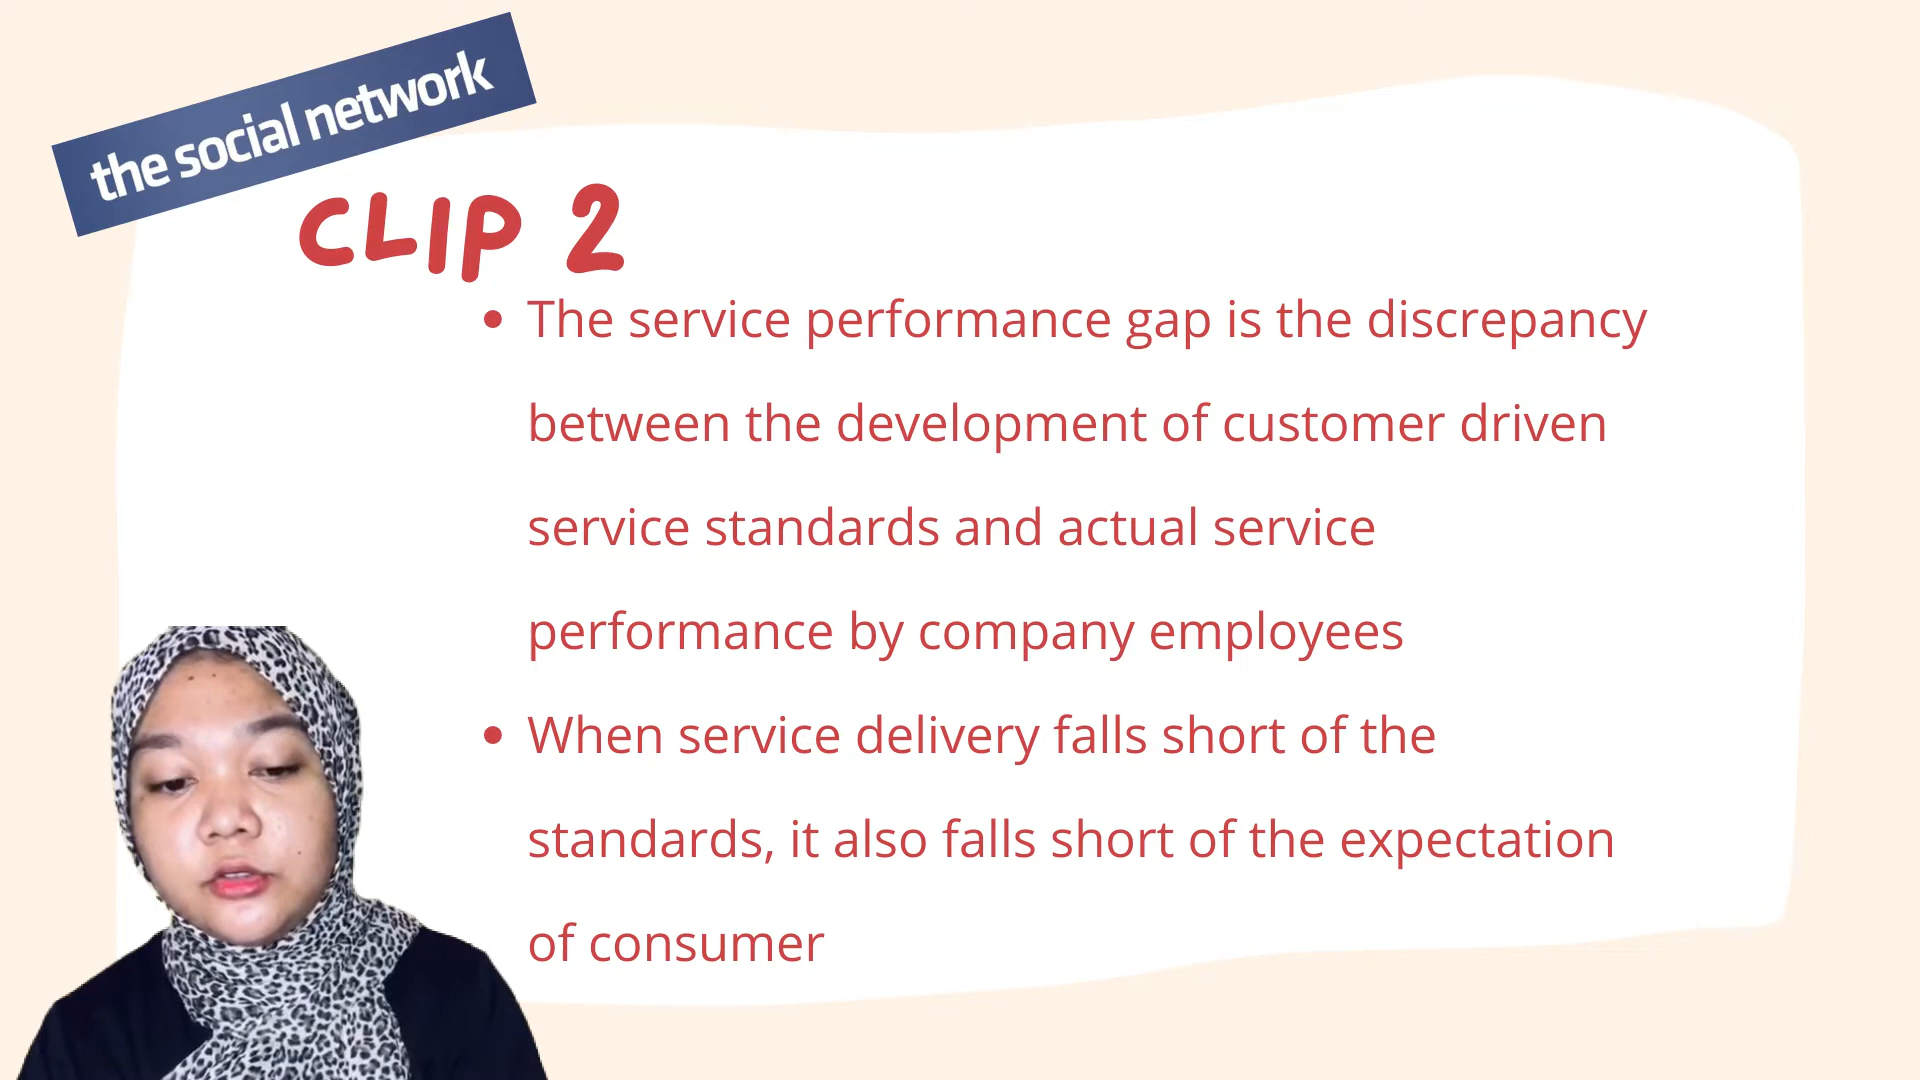 the social network
CLIP 2
• The service performance gap is the discrepancy
between the development of customer driven
service standards and actual service
performance by company employees
• When service delivery falls short of the
standards, it also falls short of the expectation
of consumer